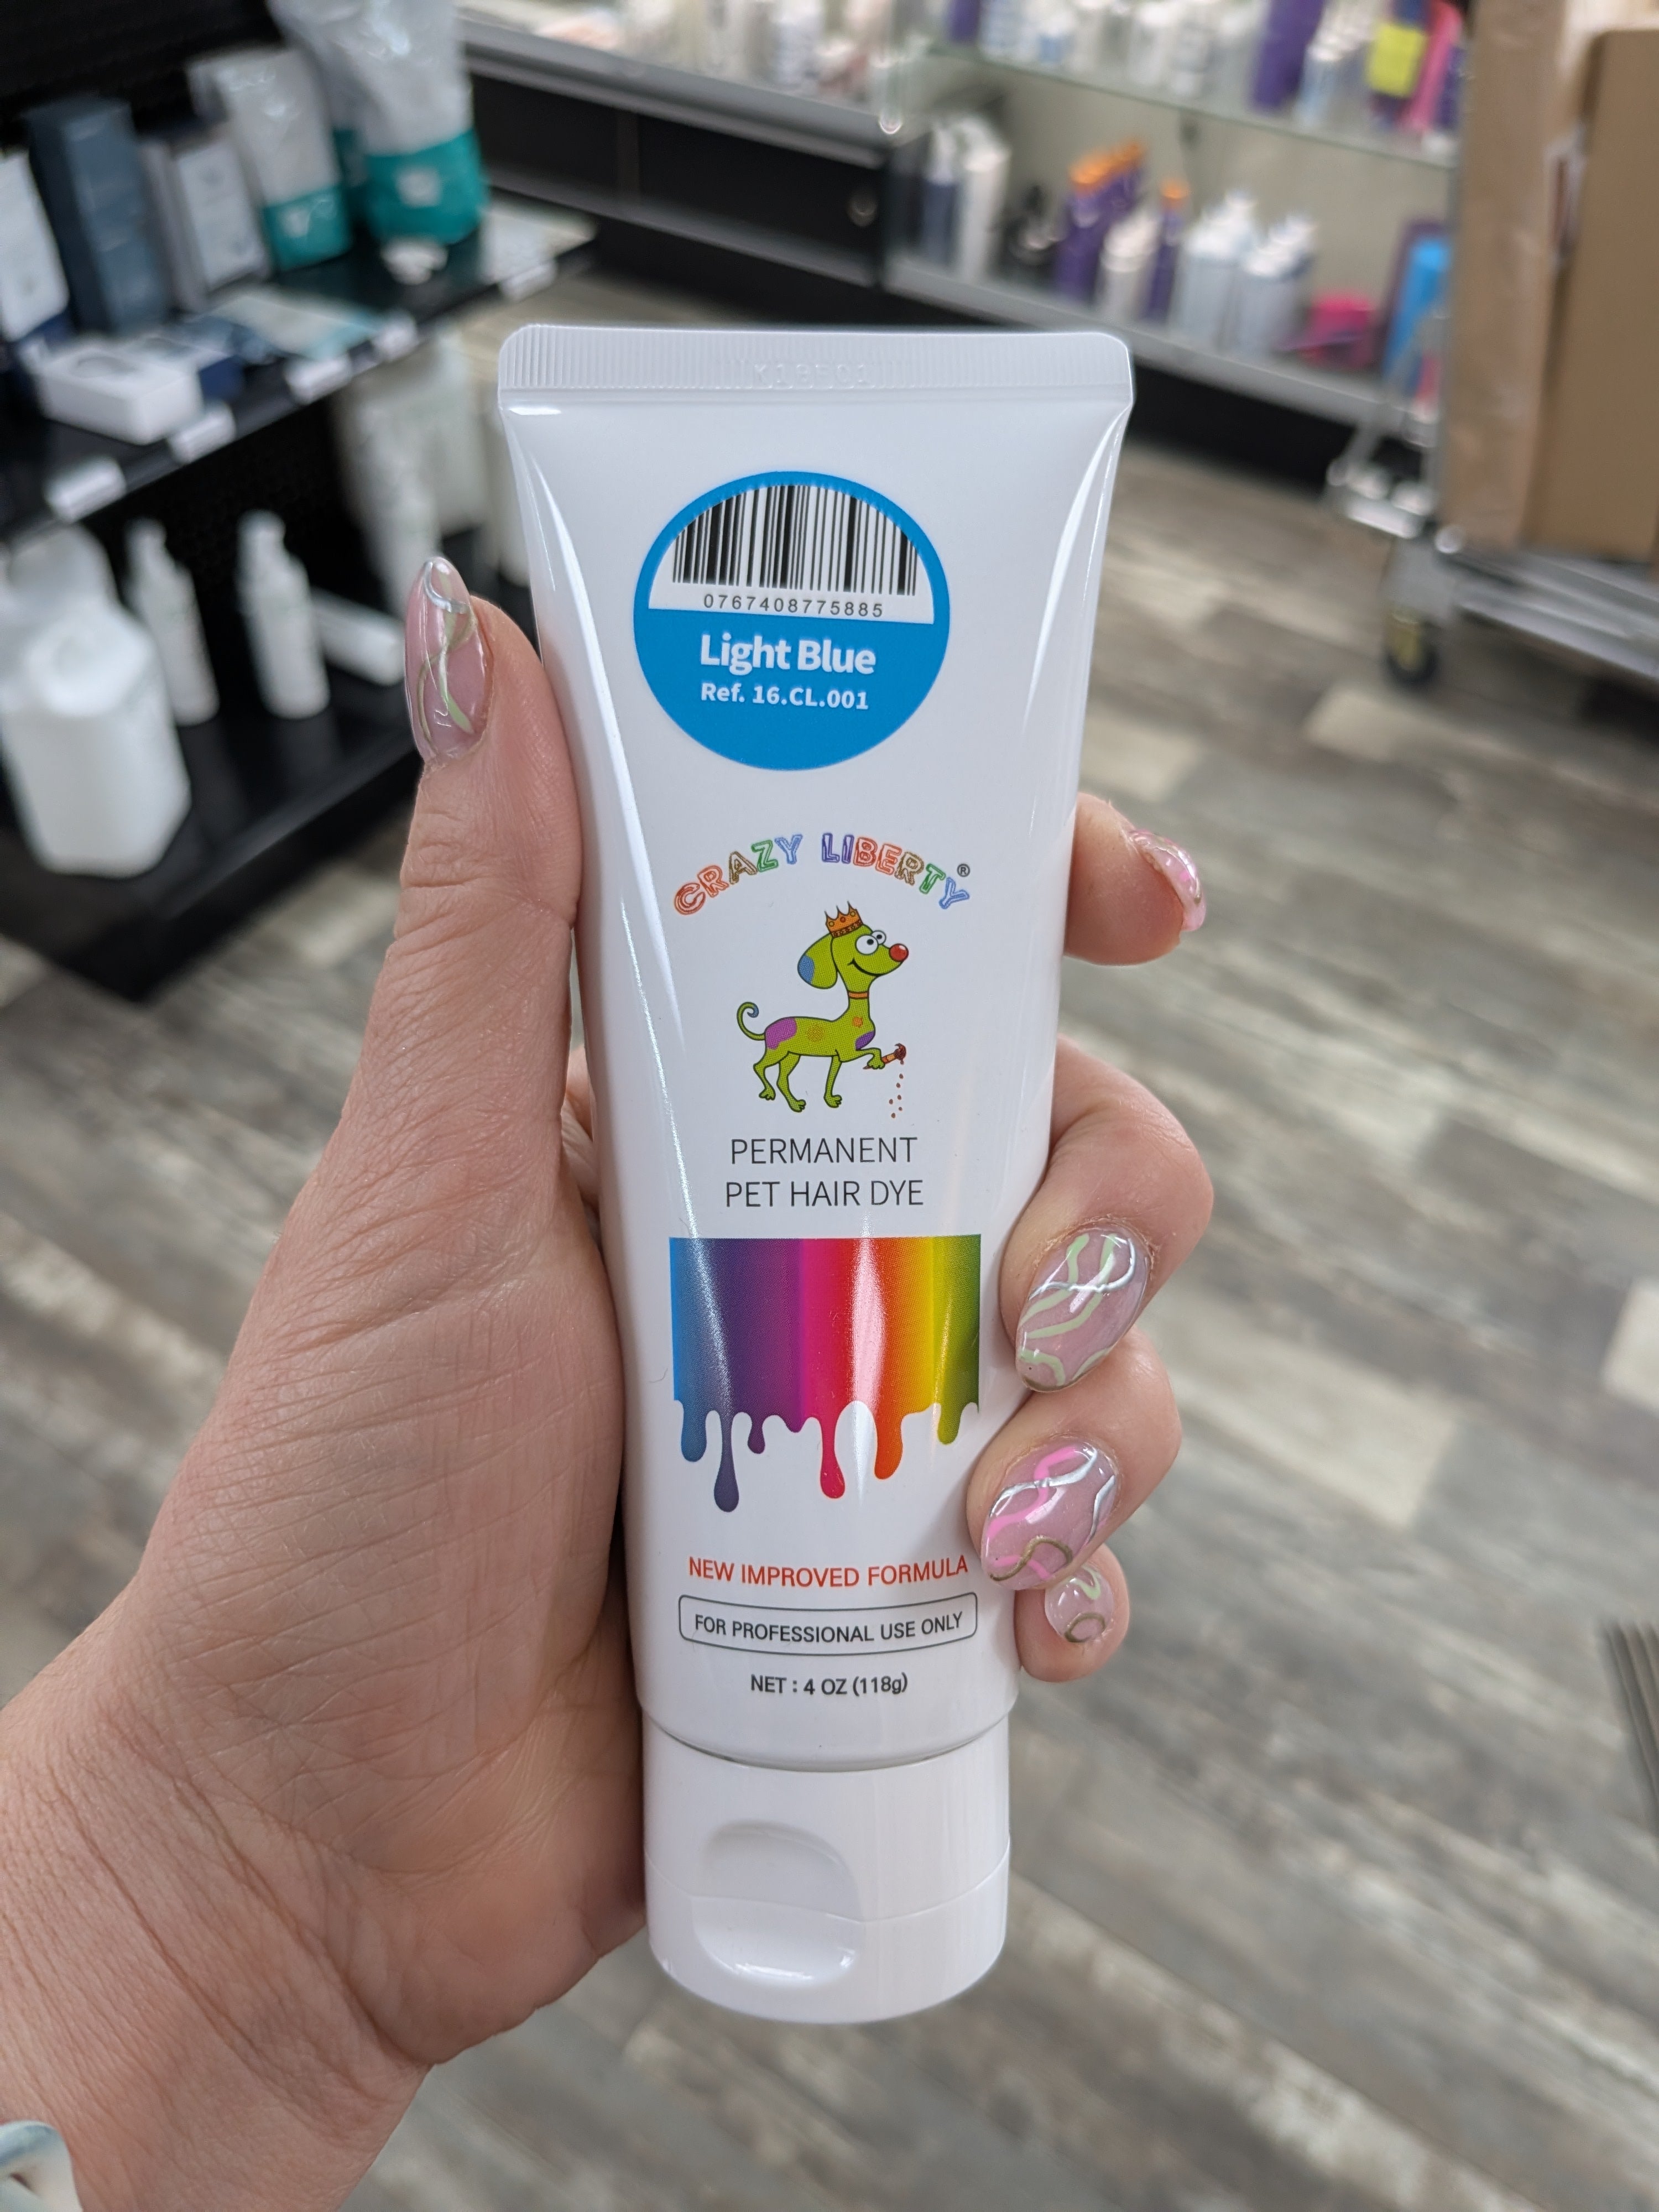 0767408775885
Light Blue
Ref. 16.CL.001
CRAZY LIBERTY®
PERMANENT
PET HAIR DYE
NEW IMPROVED FORMULA
FOR PROFESSIONAL USE ONLY
NET : 4 OZ (118g)